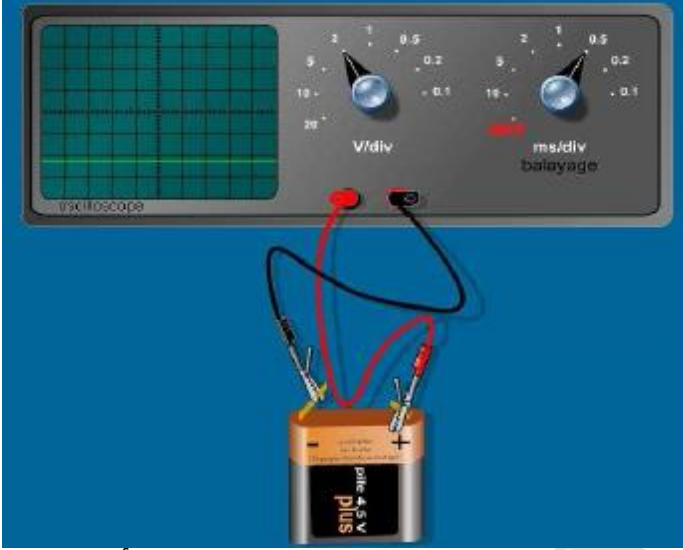 2 1 0.5
5 0.2
10 0.1
20
V/div
2 1 0.5
5 0.2
10 0.1
ms/div
balayage
oscilloscope
- +
pile 4,5 V
plus